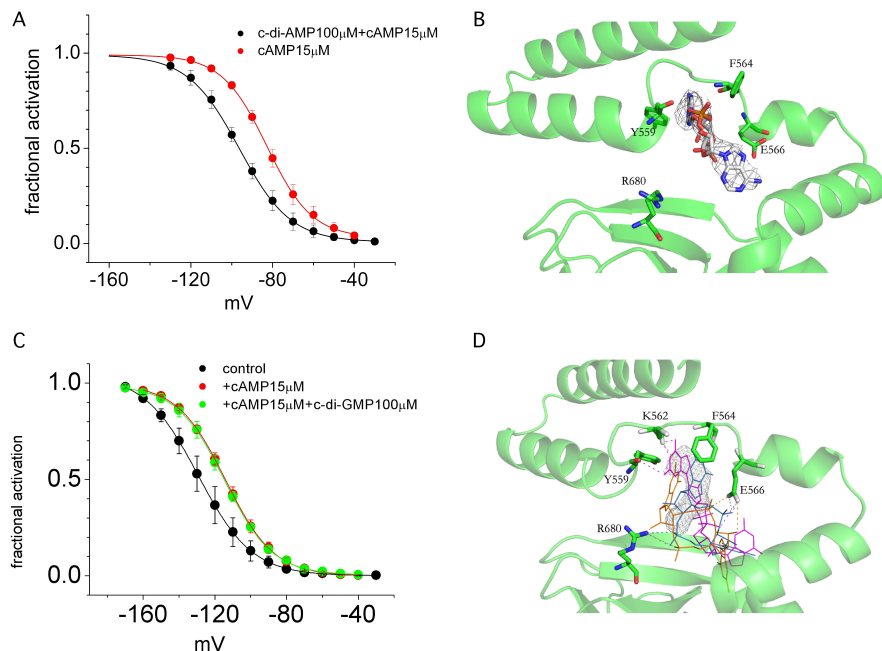 A
c-di-AMP100μM+cAMP15μM
cAMP15μM
fractional activation
1.0
0.5
0.0
-160
-120
-80
-40
mV
B
F564
Y559
E566
R680
C
control
+cAMP15μM
+cAMP15μM+c-di-GMP100μM
fractional activation
1.0
0.5
0.0
-160
-120
-80
-40
mV
D
K562
F564
Y559
E566
R680